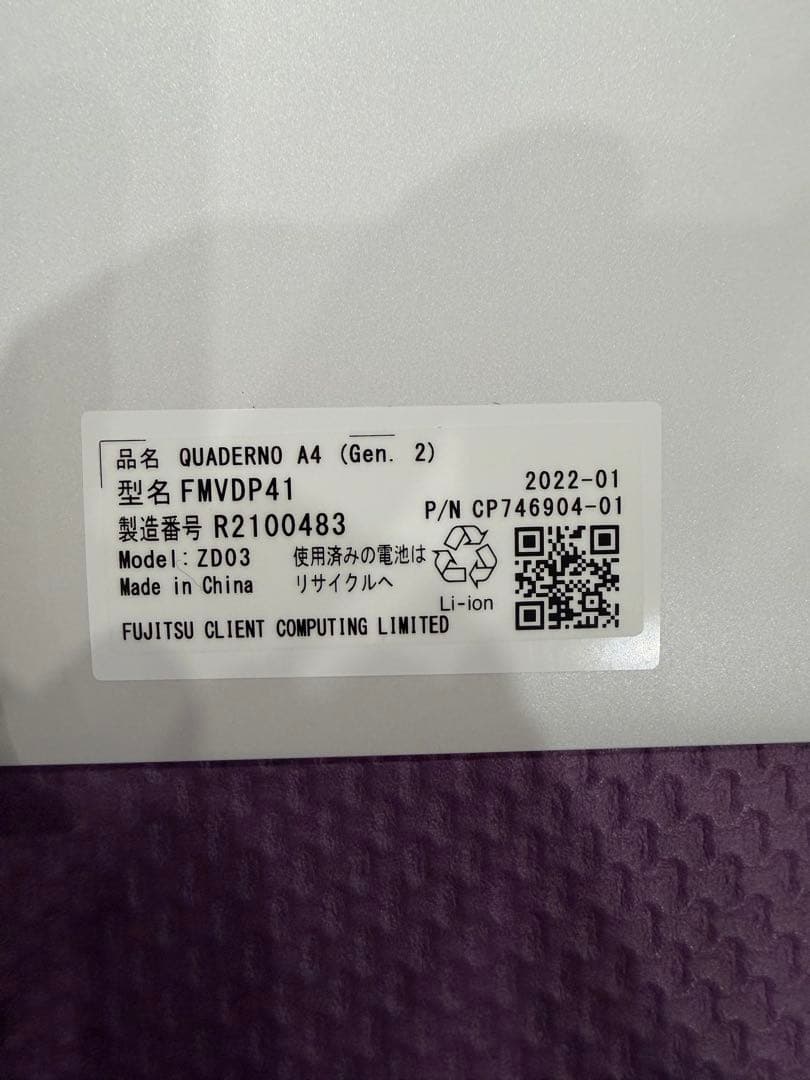 品名 QUADERNO A4 (Gen. 2)
型名 FMVDP41
2022-01
P/N CP746904-01
製造番号 R2100483
Model: ZD03
Made in China
使用済みの電池は
リサイクルへ
Li-ion
FUJITSU CLIENT COMPUTING LIMITED